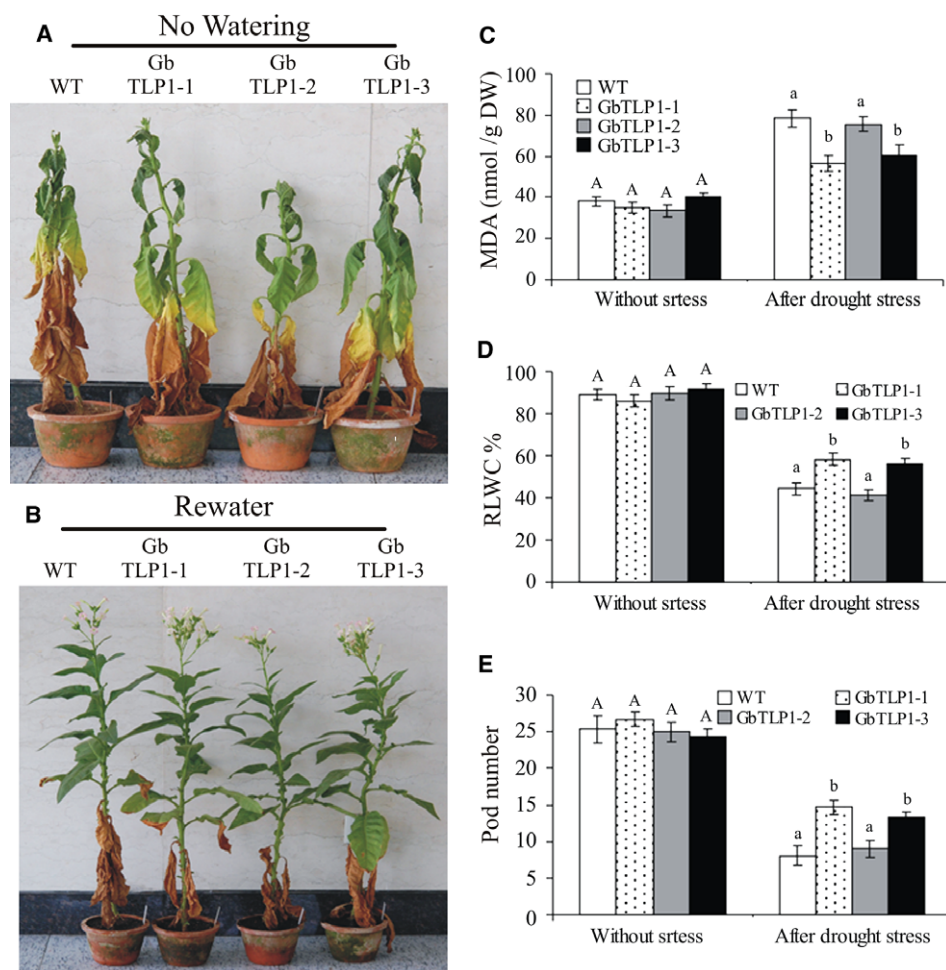 A
No Watering
WT
Gb
TLP1-1
Gb
TLP1-2
Gb
TLP1-3
B
Rewater
WT
Gb
TLP1-1
Gb
TLP1-2
Gb
TLP1-3
C
MDA (nmol /g DW)
100
80
60
40
20
0
WT
GbTLP1-1
GbTLP1-2
GbTLP1-3
A
A
A
A
a
b
a
b
Without srtess
After drought stress
D
RLWC %
100
80
60
40
20
0
WT
GbTLP1-1
GbTLP1-2
GbTLP1-3
A
A
A
A
a
b
a
b
Without srtess
After drought stress
E
Pod number
30
25
20
15
10
5
0
WT
GbTLP1-1
GbTLP1-2
GbTLP1-3
A
A
A
A
a
b
a
b
Without srtess
After drought stress